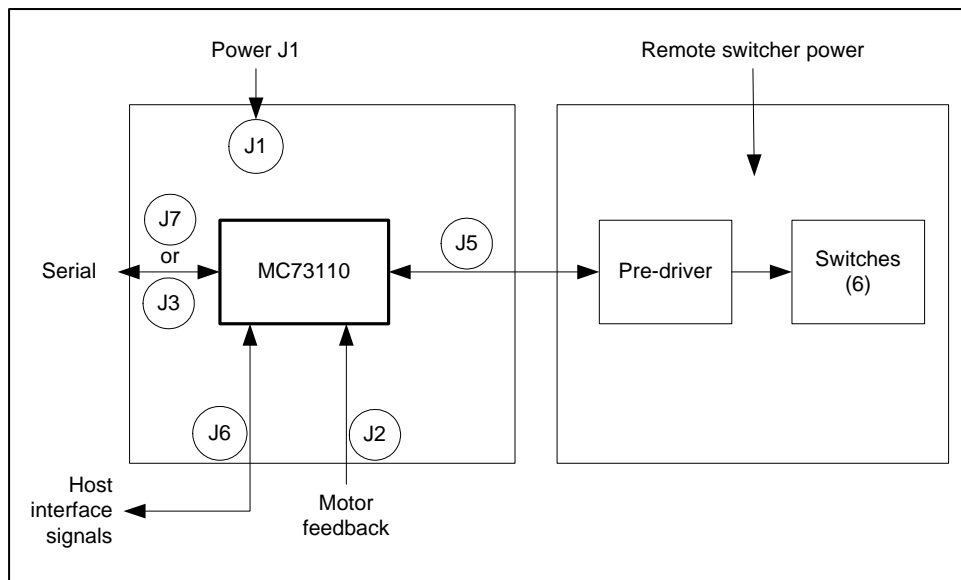 Power J1
Remote switcher power
J1
J7
or
J3
Serial
MC73110
J5
Pre-driver
Switches
(6)
J6
J2
Host
interface
signals
Motor
feedback